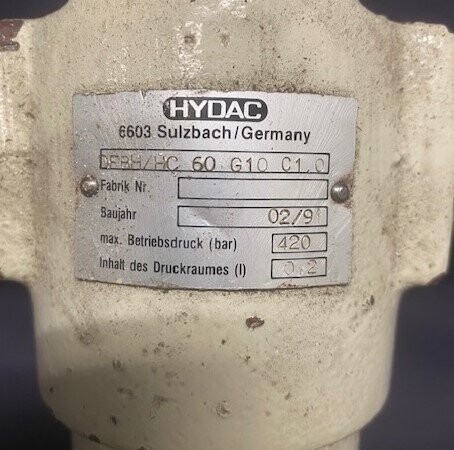 HYDAC
6603 Sulzbach/Germany
DFBH/HC 60 G10 C1.0
Fabrik Nr.
Baujahr 02/91
max. Betriebsdruck (bar) 420
Inhalt des Druckraumes (l) 0.2